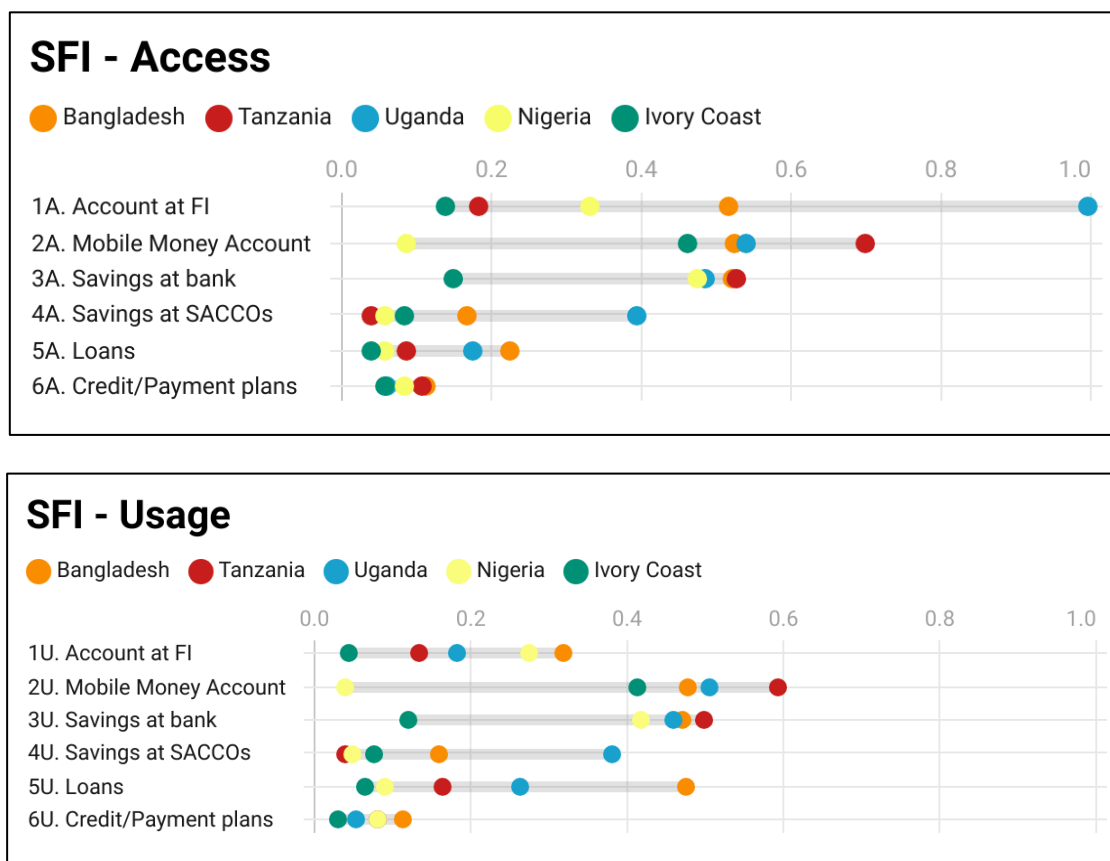 SFI - Access
Bangladesh Tanzania Uganda Nigeria Ivory Coast
0.0 0.2 0.4 0.6 0.8 1.0
1A. Account at FI
2A. Mobile Money Account
3A. Savings at bank
4A. Savings at SACCOs
5A. Loans
6A. Credit/Payment plans
SFI - Usage
Bangladesh Tanzania Uganda Nigeria Ivory Coast
0.0 0.2 0.4 0.6 0.8 1.0
1U. Account at FI
2U. Mobile Money Account
3U. Savings at bank
4U. Savings at SACCOs
5U. Loans
6U. Credit/Payment plans